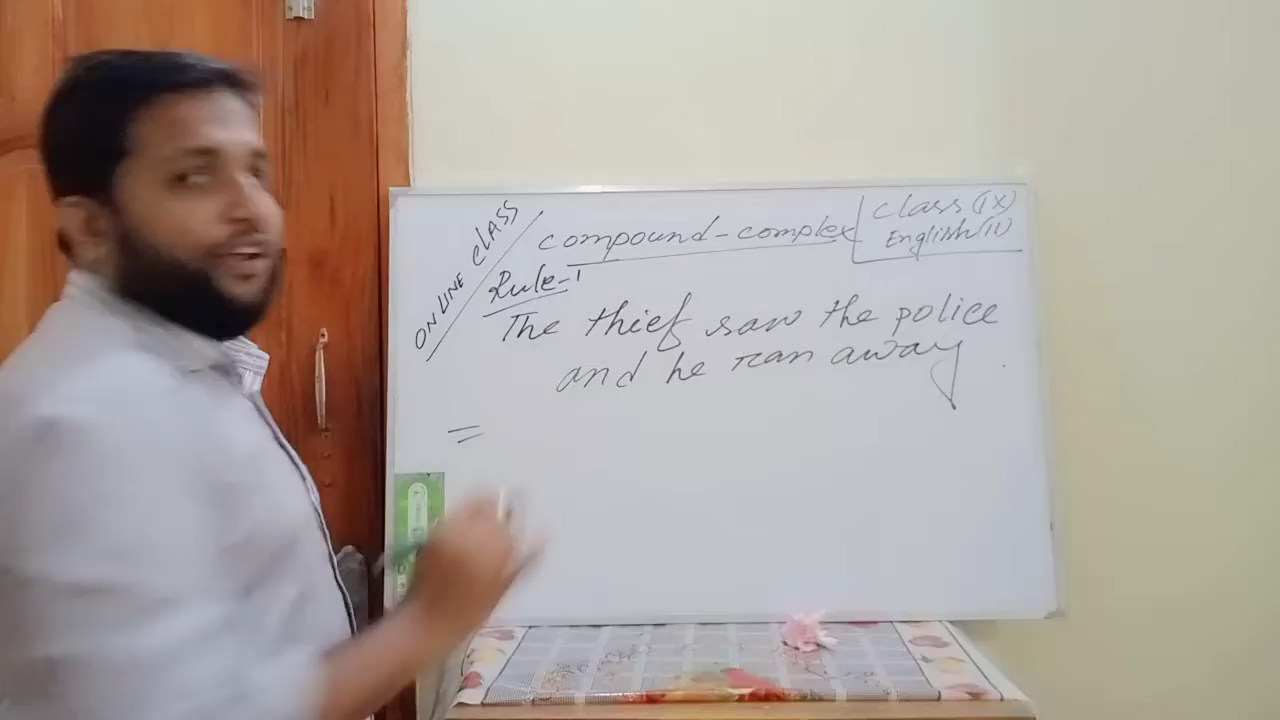 ONLINE CLASS
compound-complex
Class (IX)
English (II)
Rule-1
The thief saw the police
and he ran away
=